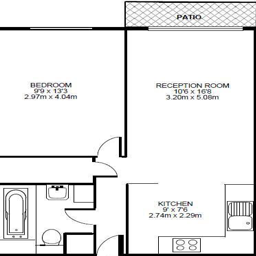 PATIO
BEDROOM
9'9 x 13'3
2.97m x 4.04m
RECEPTION ROOM
10'6 x 16'8
3.20m x 5.08m
KITCHEN
9' x 7'6
2.74m x 2.29m